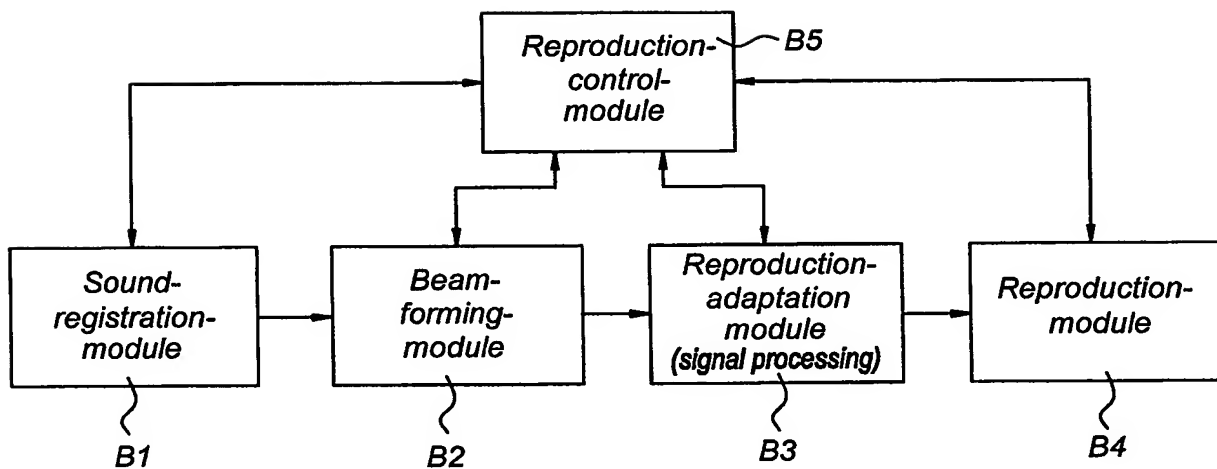 Reproduction-
control-
module
B5
Sound-
registration-
module
Beam-
forming-
module
Reproduction-
adaptation
module
(signal processing)
Reproduction-
module
B1
B2
B3
B4